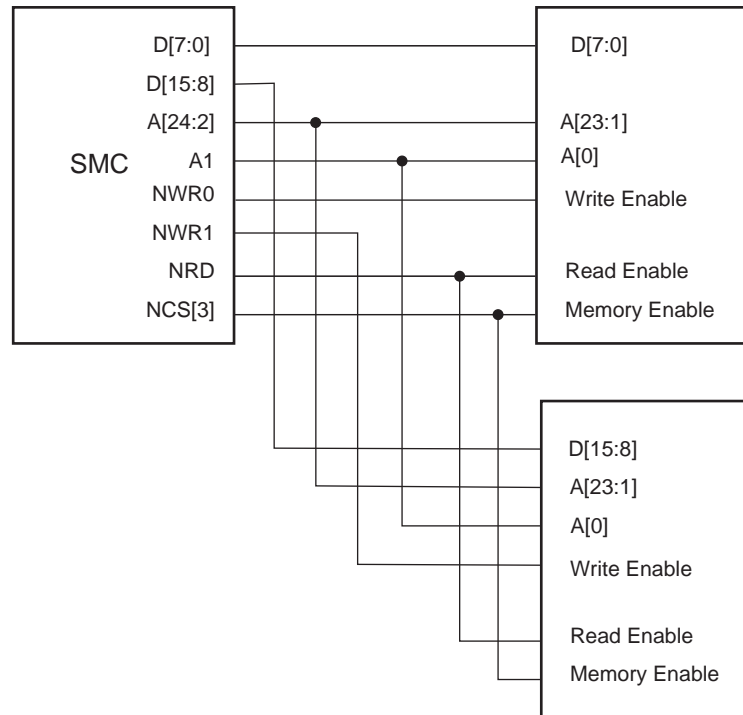 D[7:0]
D[15:8]
A[24:2]
SMC
A1
NWR0
NWR1
NRD
NCS[3]
D[7:0]
A[23:1]
A[0]
Write Enable
Read Enable
Memory Enable
D[15:8]
A[23:1]
A[0]
Write Enable
Read Enable
Memory Enable